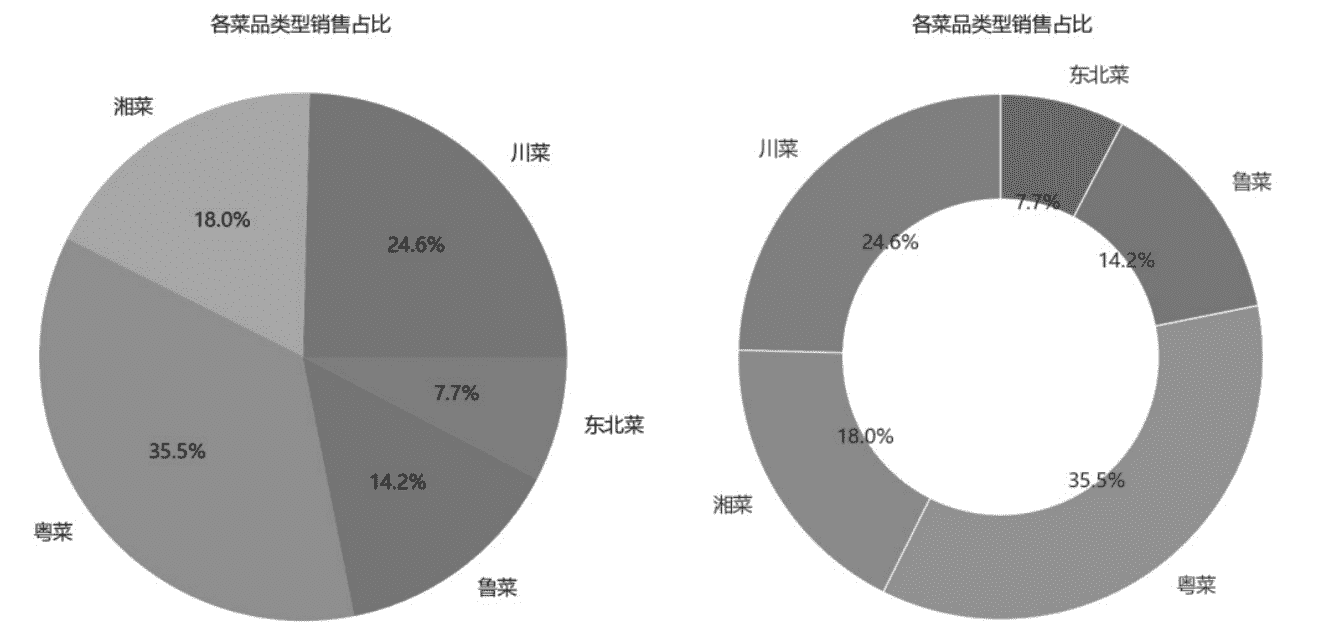 各菜品类型销售占比
湘菜
川菜
18.0%
24.6%
7.7%
东北菜
35.5%
14.2%
粤菜
鲁菜
各菜品类型销售占比
东北菜
川菜
鲁菜
7.7%
24.6%
14.2%
18.0%
35.5%
湘菜
粤菜